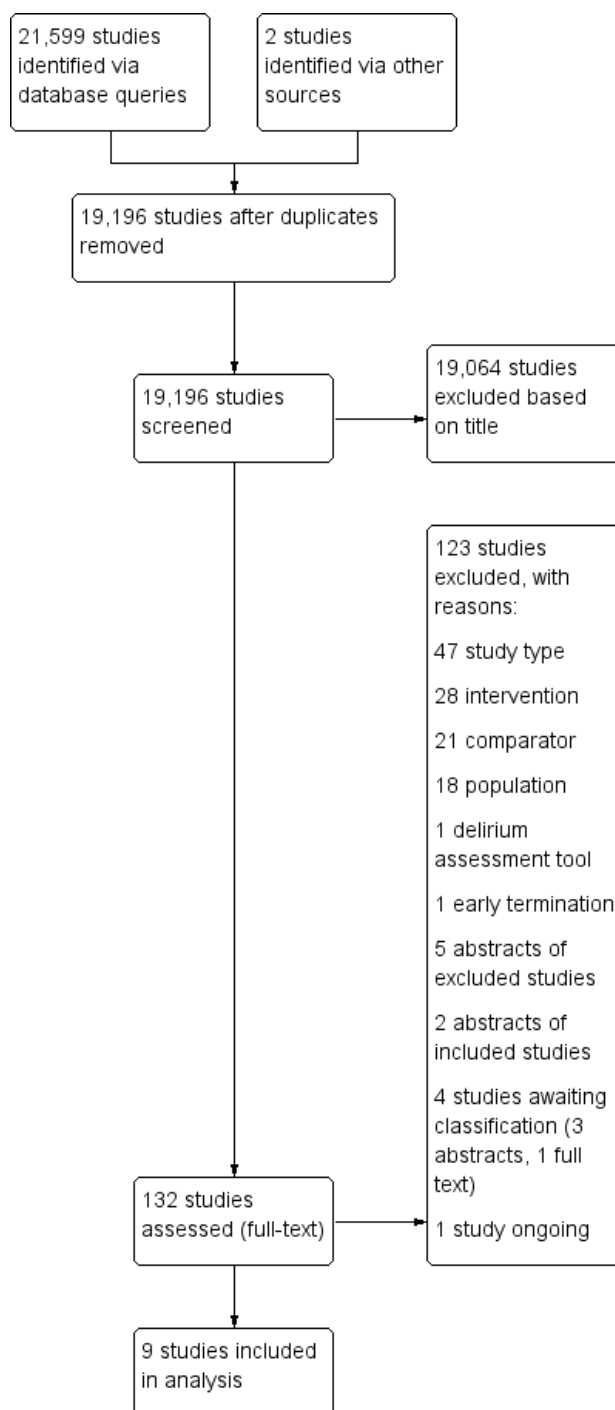 21,599 studies
identified via
database queries
2 studies
identified via other
sources
19,196 studies after duplicates
removed
19,196 studies
screened
19,064 studies
excluded based
on title
123 studies
excluded, with
reasons:
47 study type
28 intervention
21 comparator
18 population
1 delirium
assessment tool
1 early termination
5 abstracts of
excluded studies
2 abstracts of
included studies
4 studies awaiting
classification (3
abstracts, 1 full
text)
1 study ongoing
132 studies
assessed (full-text)
9 studies included
in analysis